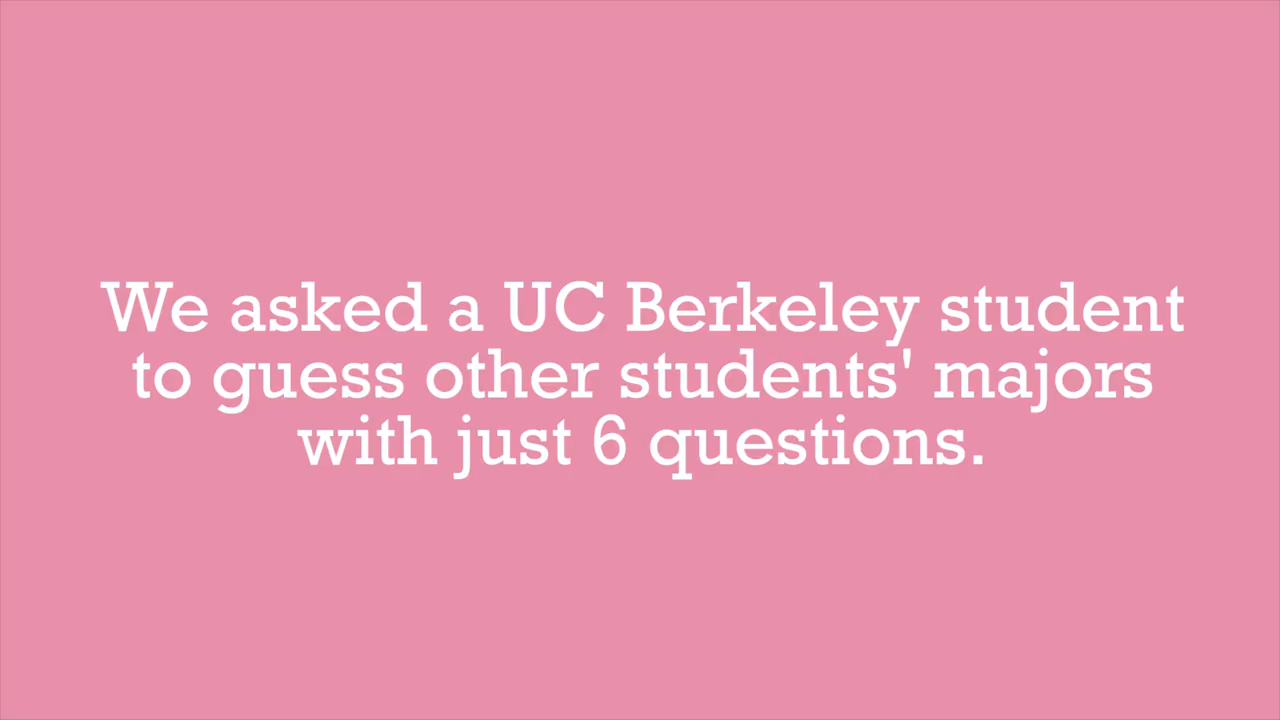 We asked a UC Berkeley student
to guess other students' majors
with just 6 questions.